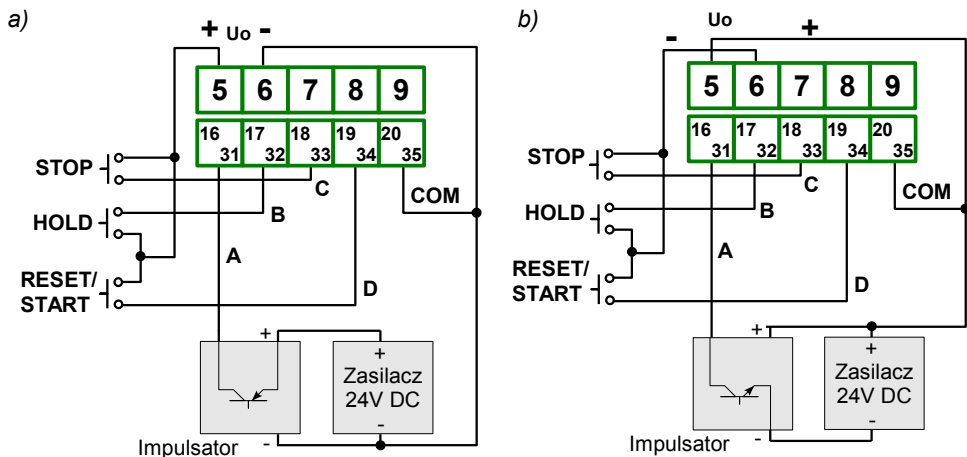 a)
+ Uo -
5 6 7 8 9
16 17 18 19 20
31 32 33 34 35
STOP
C
COM
B
HOLD
A
RESET/
START
D
+
+
Zasilacz
24V DC
-
Impulsator
-
b)
Uo
- +
5 6 7 8 9
16 17 18 19 20
31 32 33 34 35
STOP
C
COM
B
HOLD
A
RESET/
START
D
+
+
Zasilacz
24V DC
-
Impulsator
-